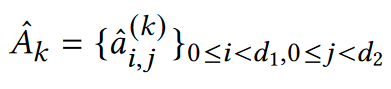 Â_k = {â_{i,j}^{(k)}}_{0≤i<d_1,0≤j<d_2}